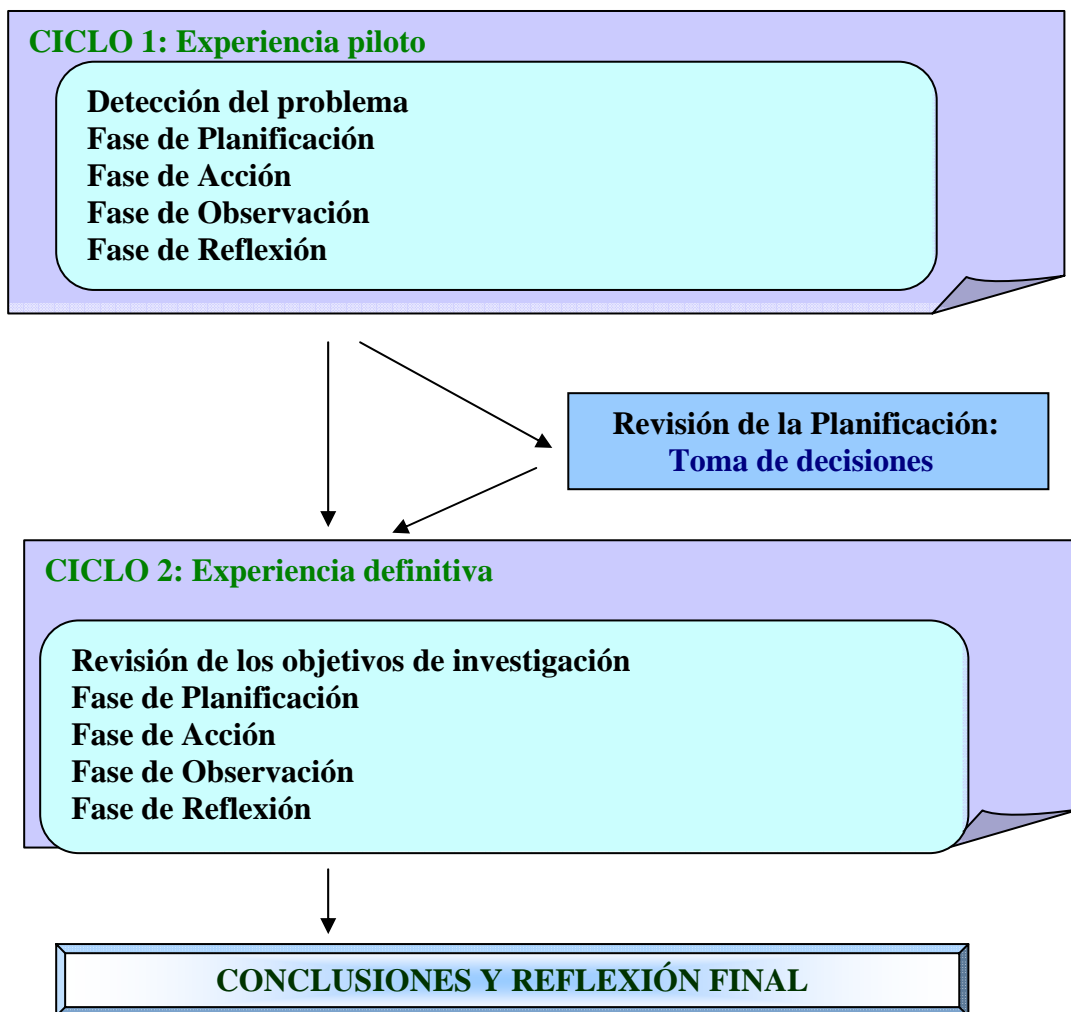 CICLO 1: Experiencia piloto
Detección del problema
Fase de Planificación
Fase de Acción
Fase de Observación
Fase de Reflexión
Revisión de la Planificación:
Toma de decisiones
CICLO 2: Experiencia definitiva
Revisión de los objetivos de investigación
Fase de Planificación
Fase de Acción
Fase de Observación
Fase de Reflexión
CONCLUSIONES Y REFLEXIÓN FINAL